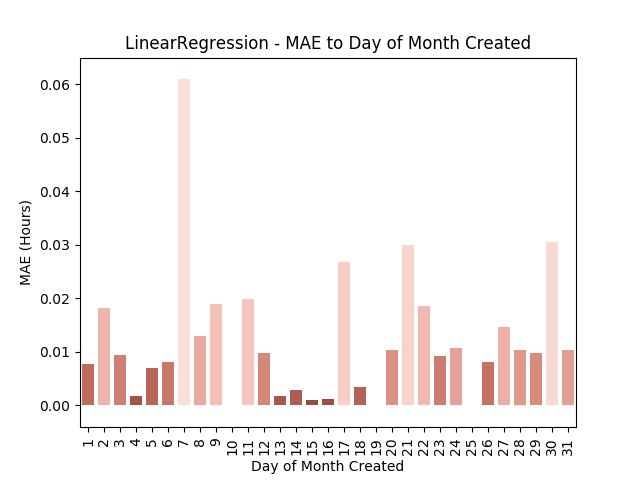 LinearRegression - MAE to Day of Month Created
MAE (Hours)
0.06
0.05
0.04
0.03
0.02
0.01
0.00
1 2 3 4 5 6 7 8 9 10 11 12 13 14 15 16 17 18 19 20 21 22 23 24 25 26 27 28 29 30 31
Day of Month Created